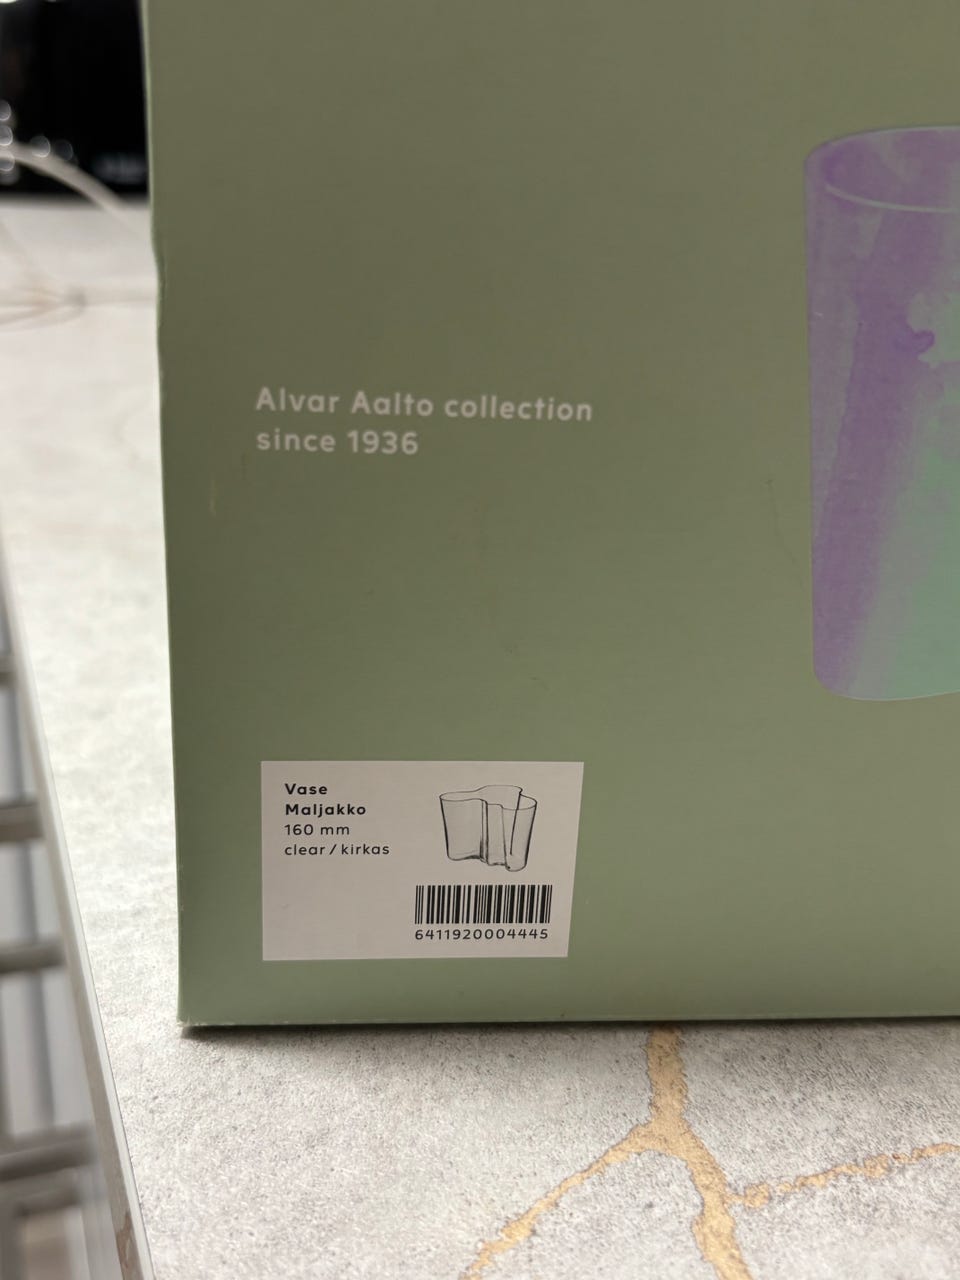 Alvar Aalto collection
since 1936
Vase
Maljakko
160 mm
clear / kirkas
6411920004445